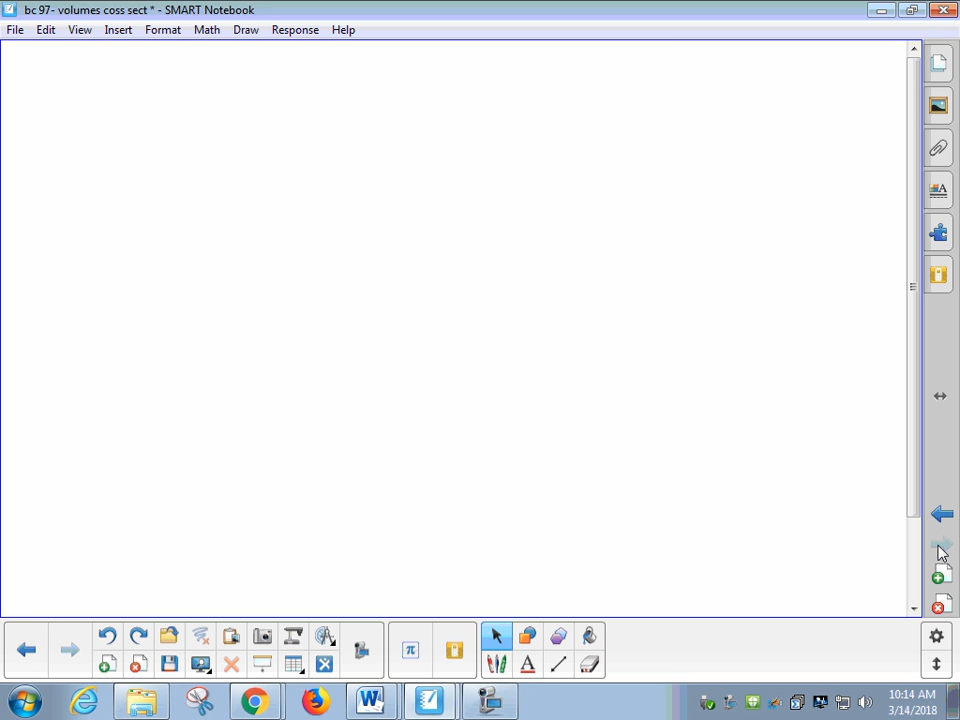 bc 97- volumes coss sect * - SMART Notebook
File Edit View Insert Format Math Draw Response Help
10:14 AM
3/14/2018